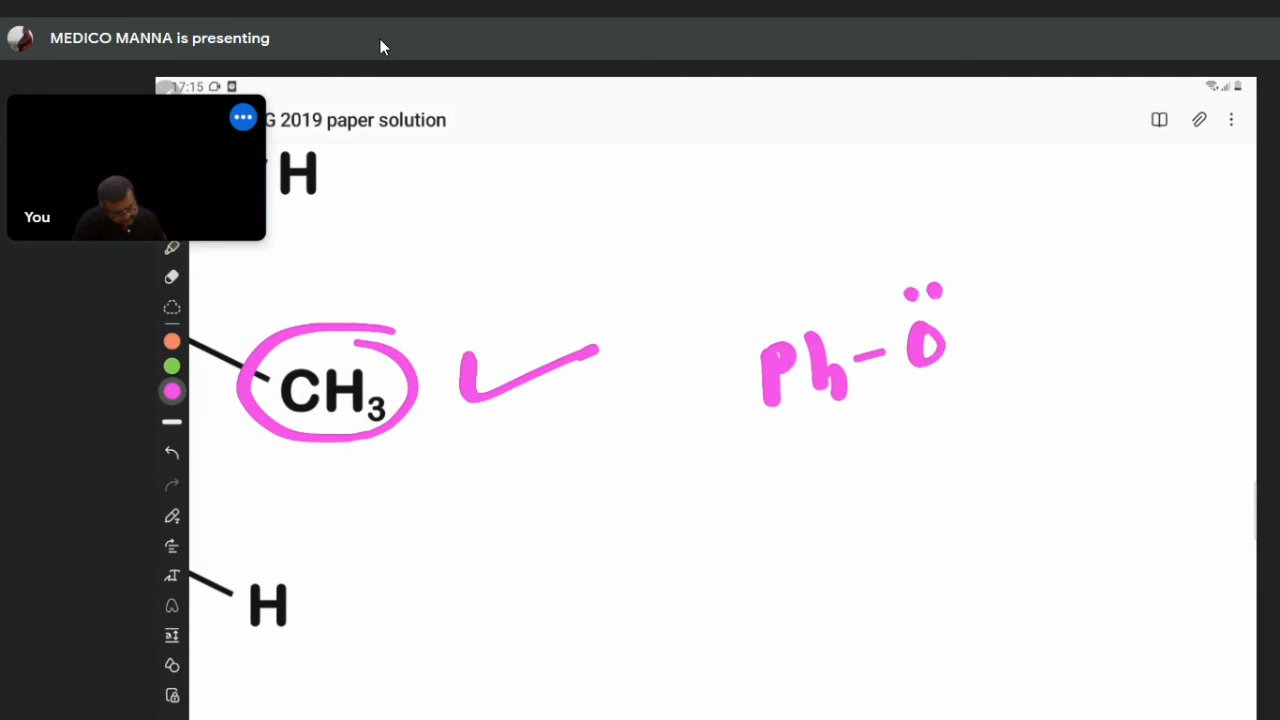 MEDICO MANNA is presenting
17:15
G 2019 paper solution
You
H
CH₃
Ph-O
H